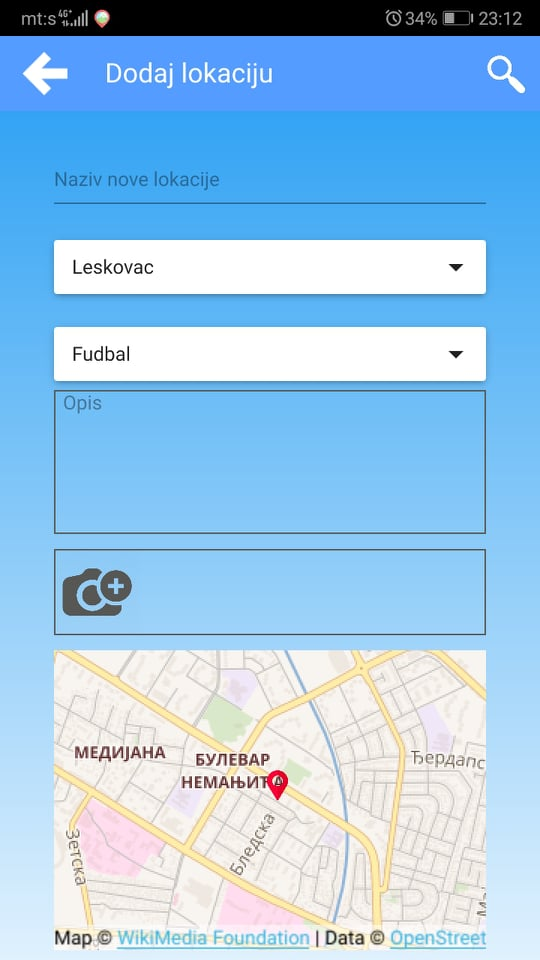 mt:s 4G+ 34% 23:12
Dodaj lokaciju
Naziv nove lokacije
Leskovac
Fudbal
Opis
МЕДИЈАНА
БУЛЕВАР
НЕМАЊИЋА
Ђердапс
Бледска
Зетска
Map © WikiMedia Foundation | Data © OpenStreet